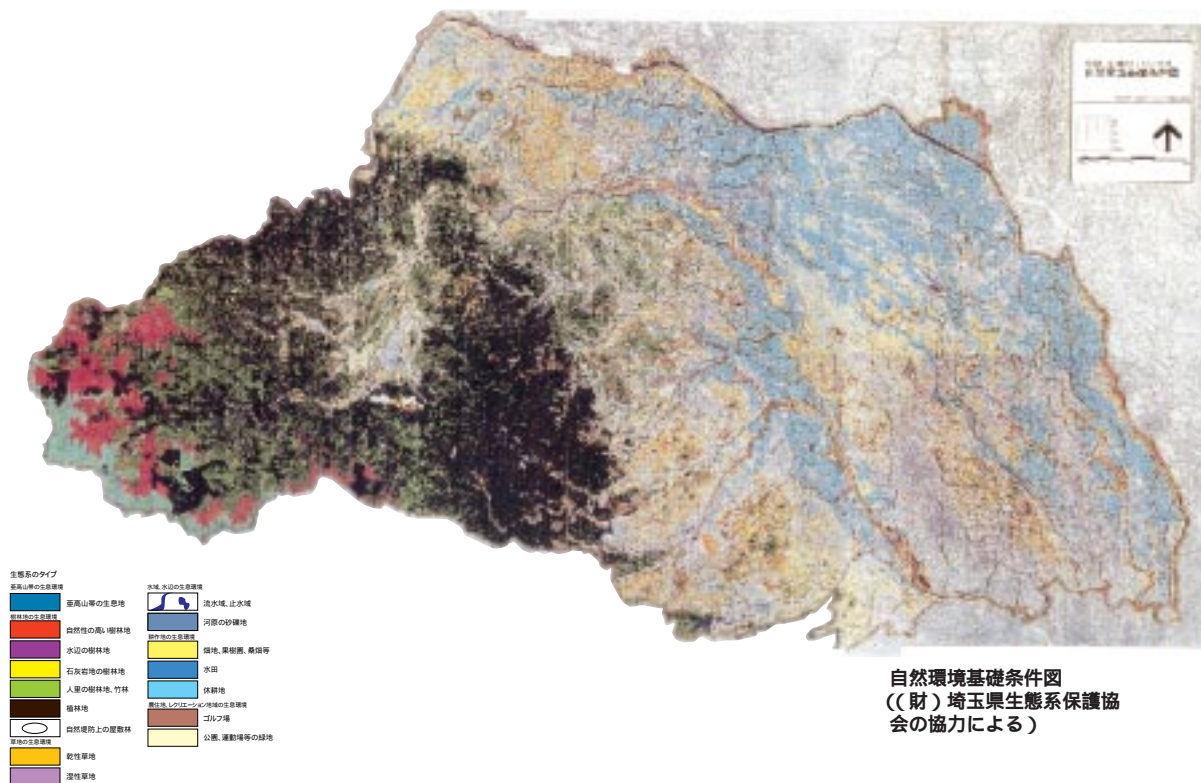 生態系のタイプ
亜高山帯の生息環境
亜高山帯の生息地
樹林地の生息環境
自然性の高い樹林地
水辺の樹林地
石灰岩地の樹林地
人里の樹林地、竹林
植林地
自然堤防上の屋敷林
草地の生息環境
乾性草地
湿性草地
水域、水辺の生息環境
流水域、止水域
河原の砂礫地
耕作地の生息環境
畑地、果樹園、桑畑等
水田
休耕地
居住地、レクリエーション地域の生息環境
ゴルフ場
公園、運動場等の緑地
自然環境基礎条件図
((財)埼玉県生態系保護協
会の協力による)